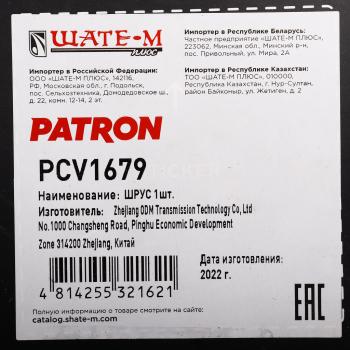 ШАТЕ-М
ПЛЮС
Импортер в Российской Федерации:
ООО "ШАТЕ-М ПЛЮС", 142116,
РФ, Московская обл., г. Подольск,
пос. Сельхозтехника, Домодедовское ш.,
д. 22, комн. 12-14, 2 эт.
Импортер в Республике Беларусь:
Частное предприятие «ШАТЕ-М ПЛЮС",
223062, Минская обл., Минский р-н,
пос. Привольный, ул. Мира, 2А
Импортер в Республике Казахстан:
ТОО «ШАТЕ-М ПЛЮС", 010000,
Республика Казахстан, г. Нур-Султан,
район Байконыр, ул. Жетиген, д. 2
PATRON
PCV1679
Наименование: ШРУС 1шт.
Изготовитель: Zhejiang ODM Transmission Technology Co, Ltd
No.1000 Changsheng Road, Pinghu Economic Development
Zone 314200 Zhejiang, Китай
Дата изготовления:
2022 г.
4 814255 321621
EAC
Полную информацию о товаре смотрите на сайте:
catalog.shate-m.com